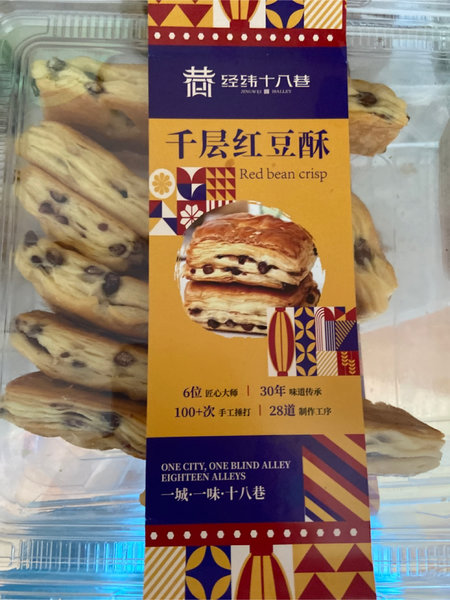 巷 经纬十八巷
JINGWEI 18ALLEY
千层红豆酥
Red bean crisp
6位 匠心大师 | 30年 味道传承
100+次 手工捶打 | 28道 制作工序
ONE CITY, ONE BLIND ALLEY
EIGHTEEN ALLEYS
一城·一味·十八巷